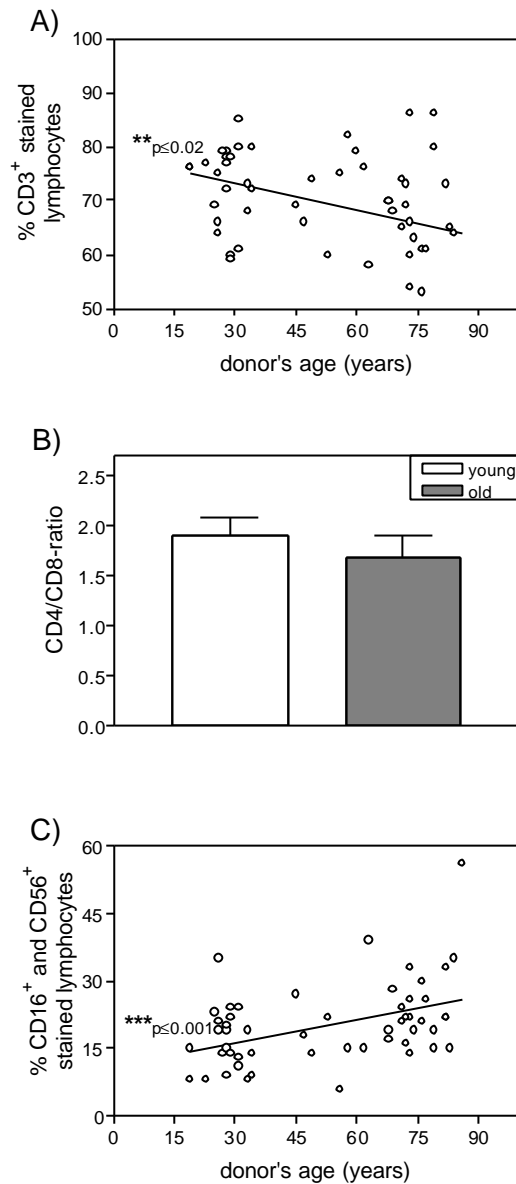 A)
% CD3+ stained
lymphocytes
100
90
80
70
60
50
**p≤0.02
0 15 30 45 60 75 90
donor's age (years)
B)
CD4/CD8-ratio
2.5
2.0
1.5
1.0
0.5
0.0
young
old
C)
% CD16+ and CD56+
stained lymphocytes
60
45
30
15
0
***p≤0.001
0 15 30 45 60 75 90
donor's age (years)